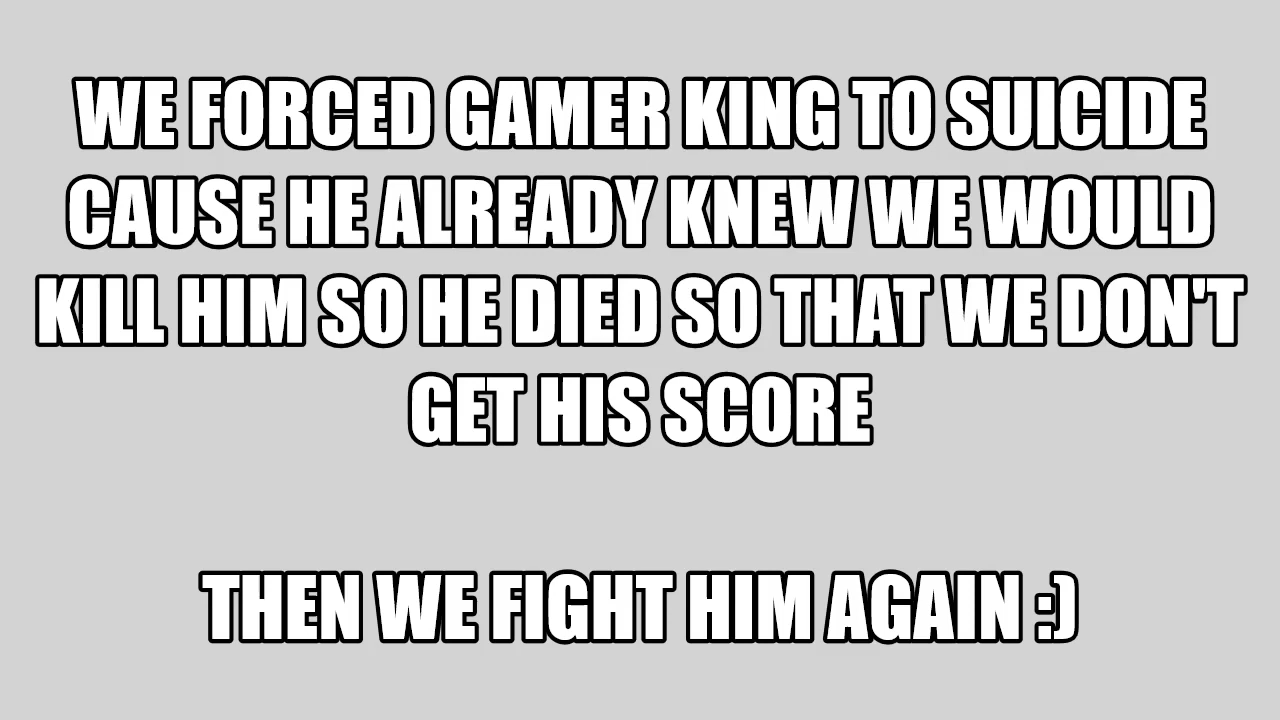 WE FORCED GAMER KING TO SUICIDE
CAUSE HE ALREADY KNEW WE WOULD
KILL HIM SO HE DIED SO THAT WE DON'T
GET HIS SCORE
THEN WE FIGHT HIM AGAIN :)